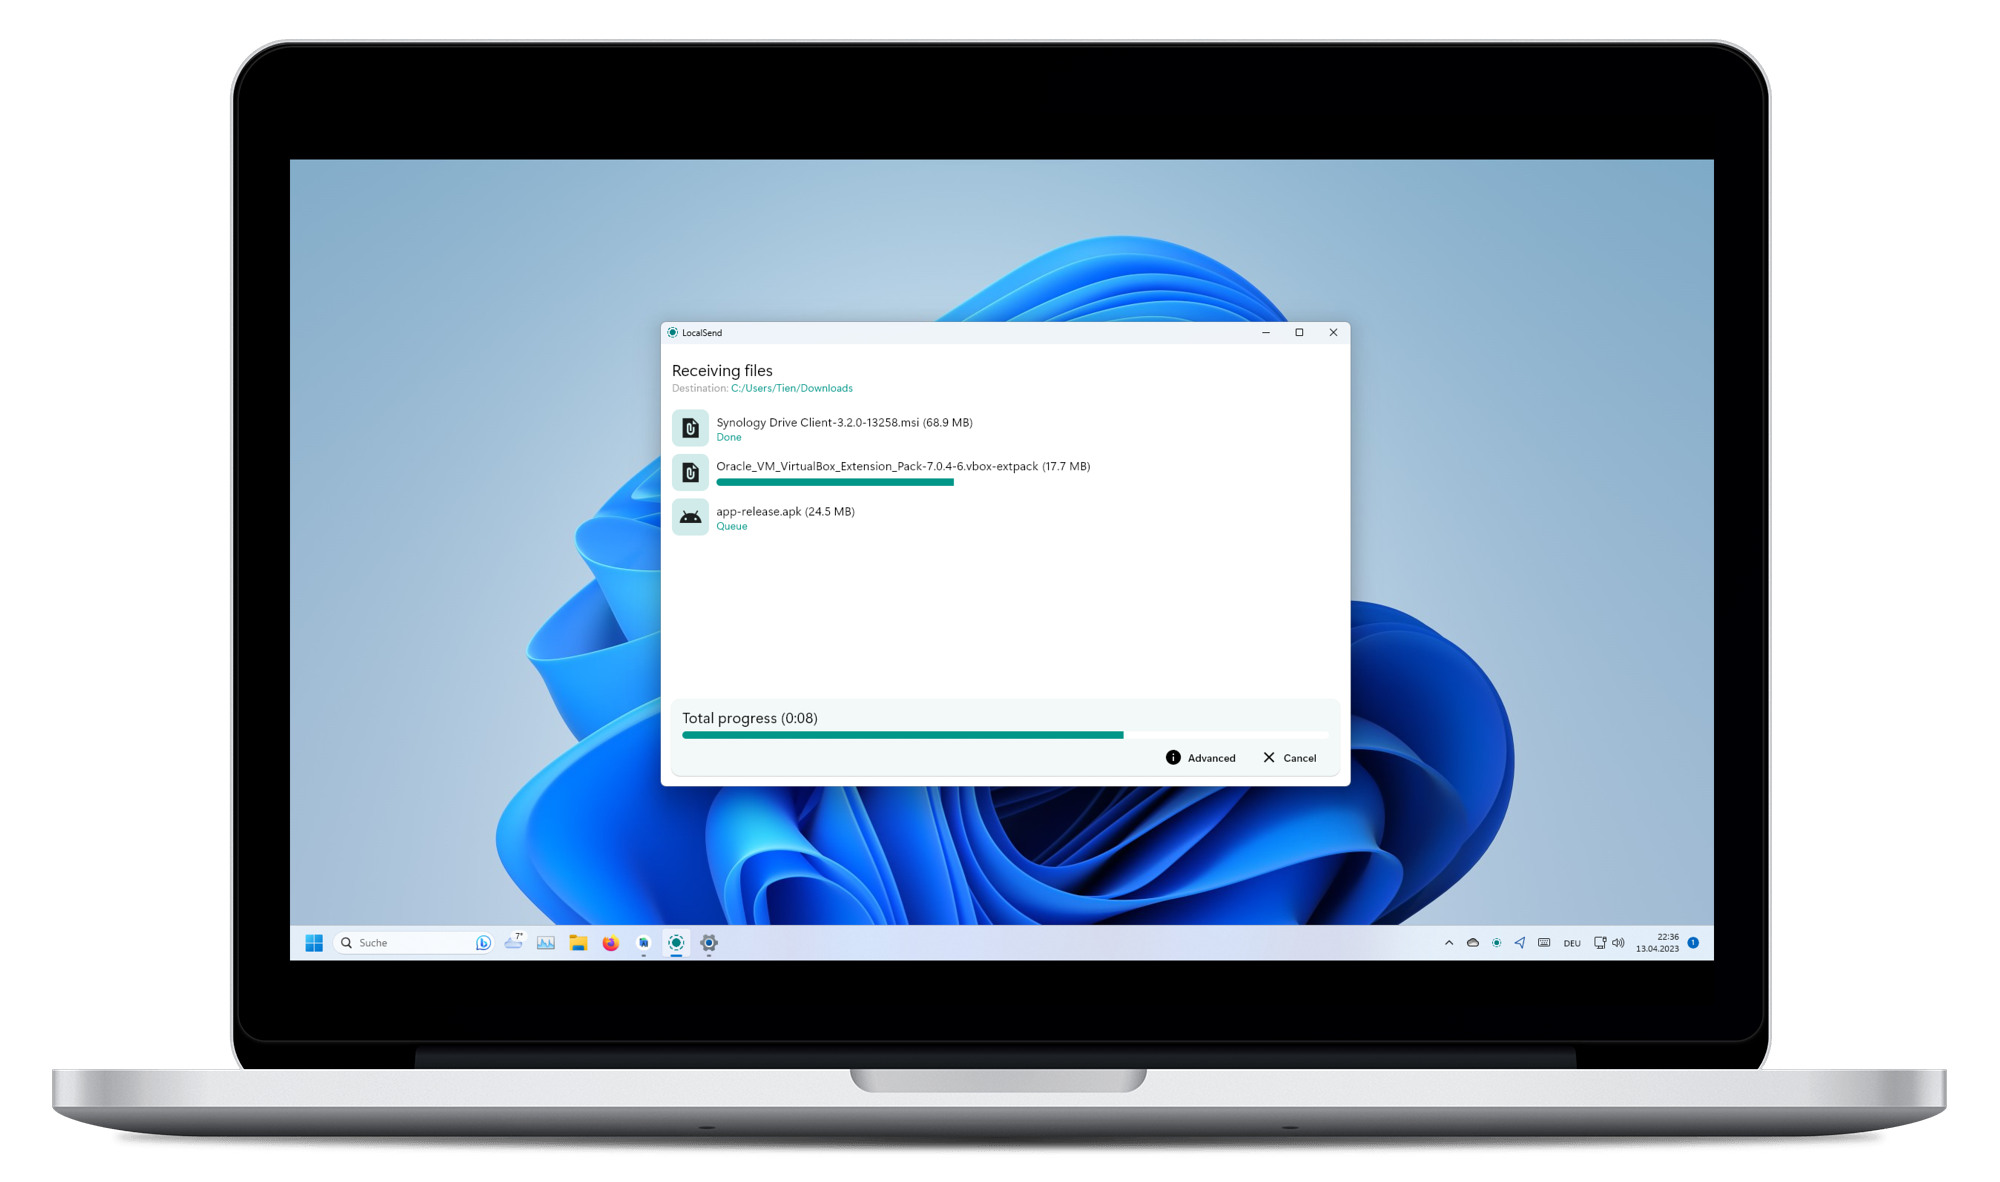 LocalSend
Receiving files
Destination: C:/Users/Tien/Downloads
Synology Drive Client-3.2.0-13258.msi (68.9 MB)
Done
Oracle_VM_VirtualBox_Extension_Pack-7.0.4-6.vbox-extpack (17.7 MB)
app-release.apk (24.5 MB)
Queue
Total progress (0:08)
Advanced
Cancel
Suche
7°
DEU
22:36
13.04.2023
1